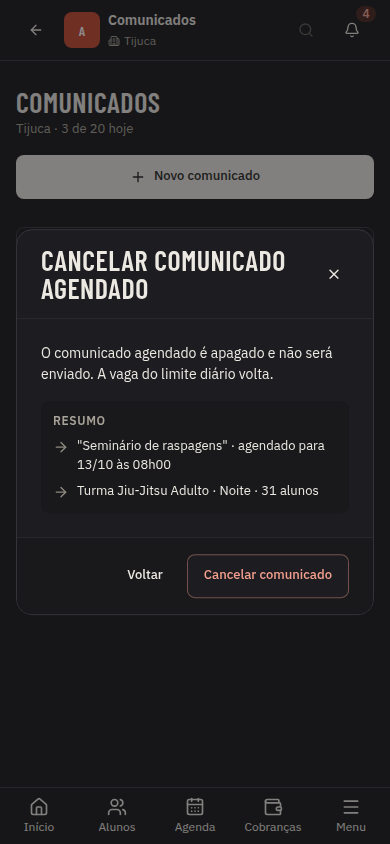 A
Comunicados
Tijuca
4
COMUNICADOS
Tijuca · 3 de 20 hoje
+ Novo comunicado
CANCELAR COMUNICADO
AGENDADO
O comunicado agendado é apagado e não será
enviado. A vaga do limite diário volta.
RESUMO
"Seminário de raspagens" · agendado para
13/10 às 08h00
Turma Jiu-Jitsu Adulto · Noite · 31 alunos
Voltar
Cancelar comunicado
Início
Alunos
Agenda
Cobranças
Menu